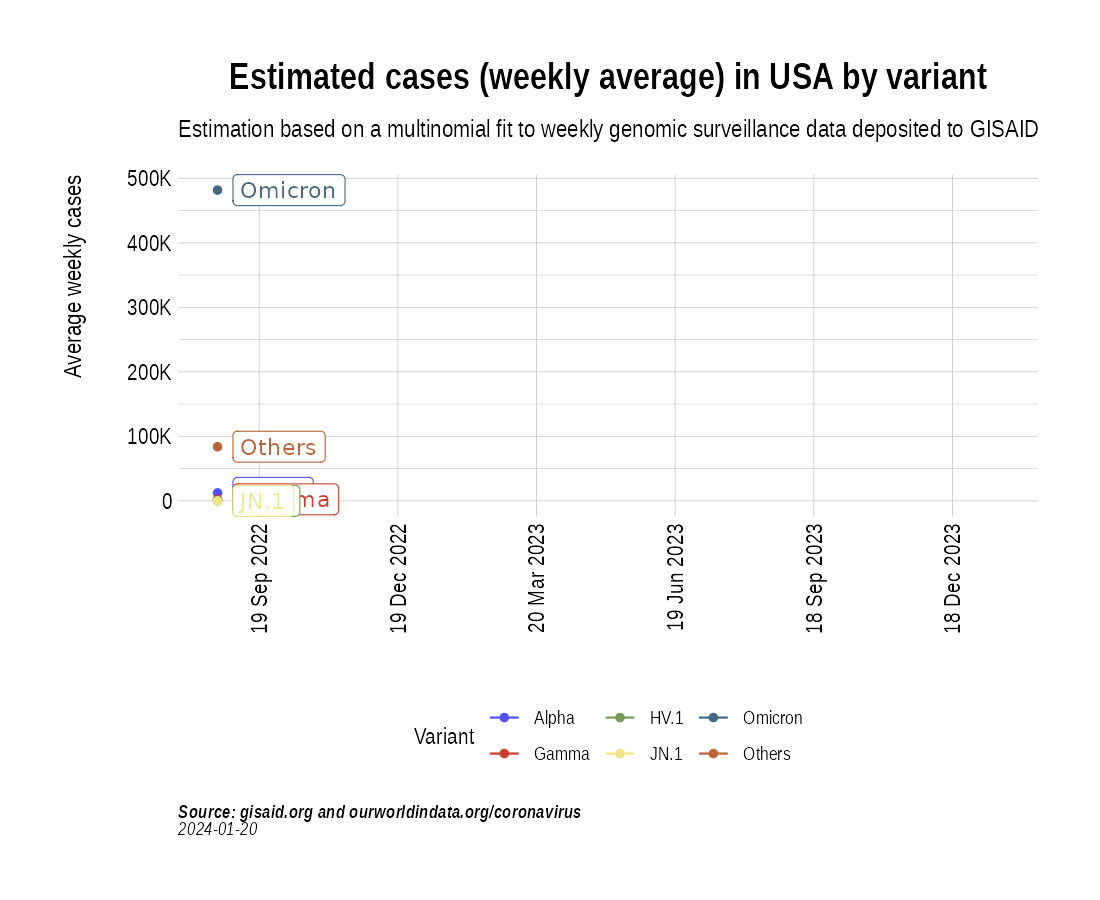 Estimated cases (weekly average) in USA by variant
Estimation based on a multinomial fit to weekly genomic surveillance data deposited to GISAID
Average weekly cases
500K
400K
300K
200K
100K
0
Omicron
Others
JN.1
ma
19 Sep 2022
19 Dec 2022
20 Mar 2023
19 Jun 2023
18 Sep 2023
18 Dec 2023
Variant
Alpha
HV.1
Omicron
Gamma
JN.1
Others
Source: gisaid.org and ourworldindata.org/coronavirus
2024-01-20